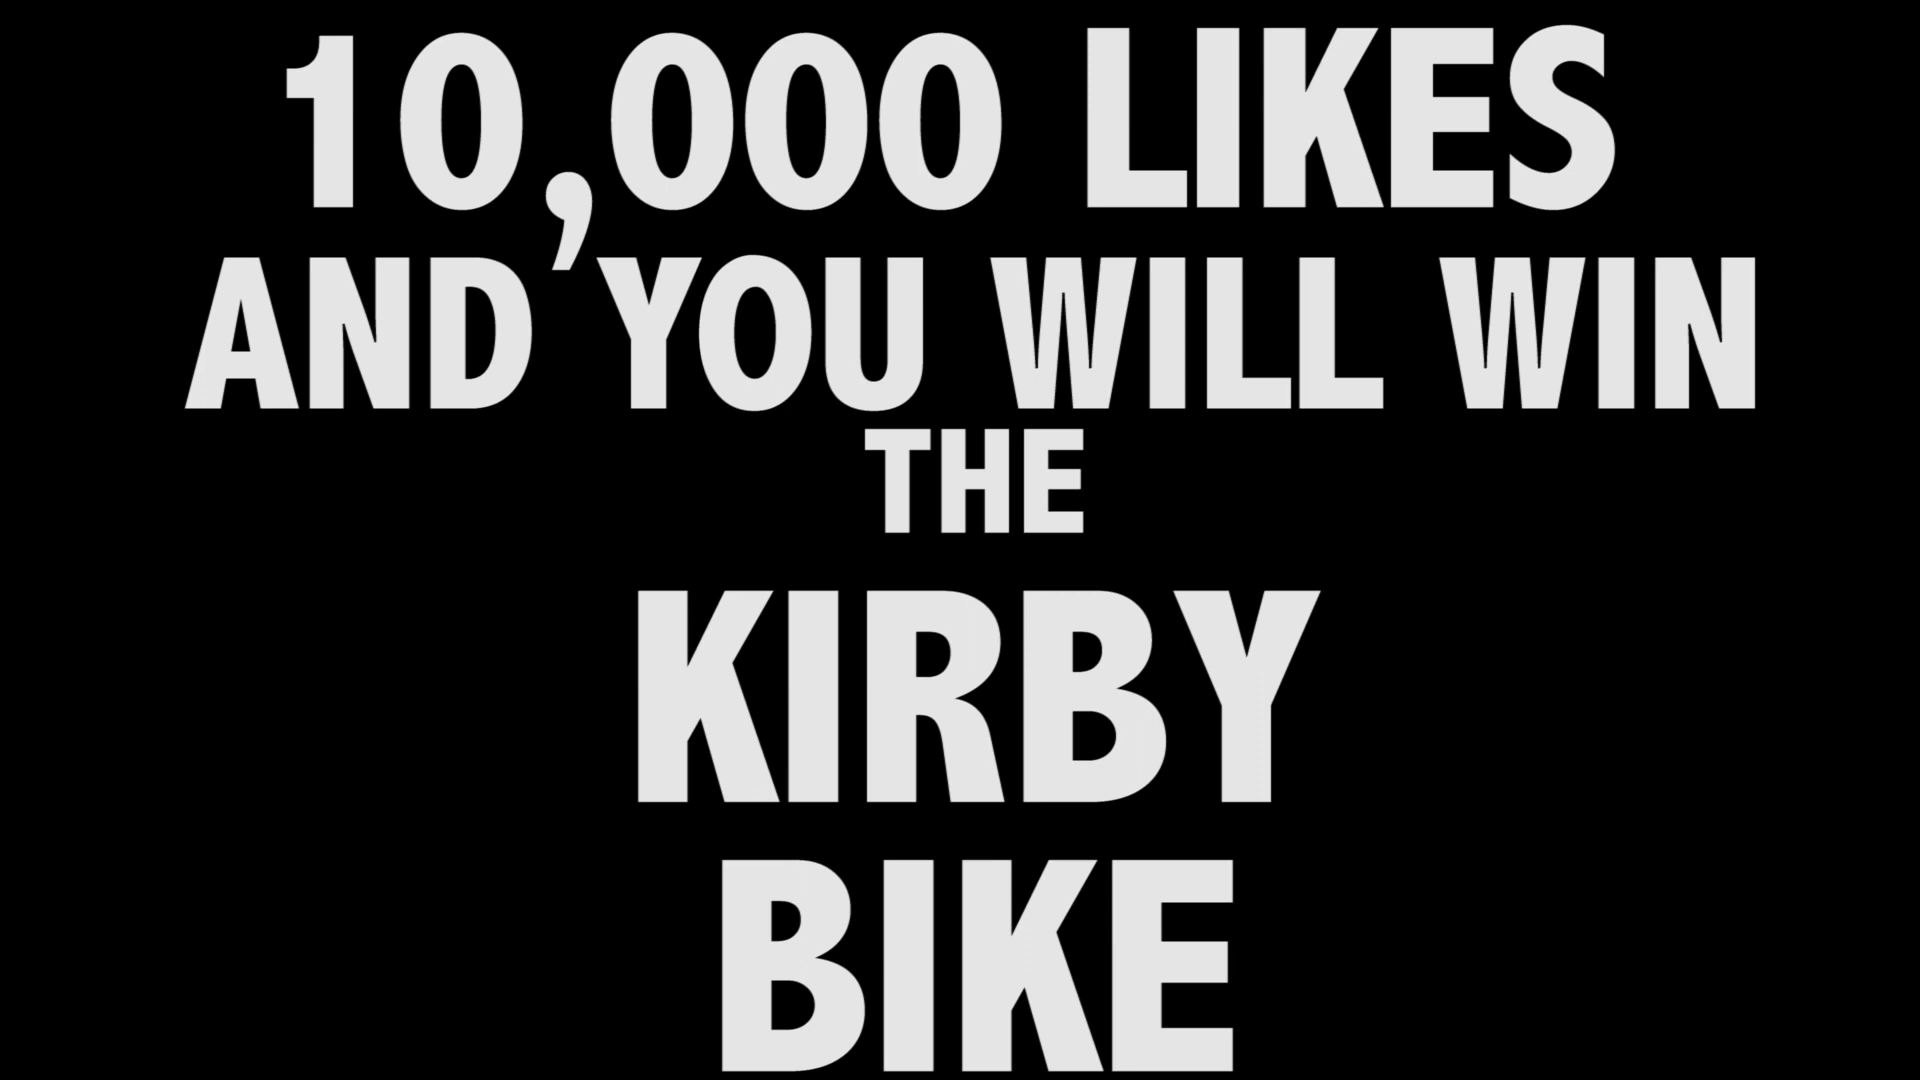 10,000 LIKES
AND YOU WILL WIN
THE
KIRBY
BIKE